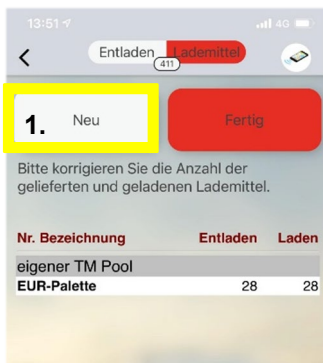 13:51 4G
Entladen Lademittel
411
1. Neu Fertig
Bitte korrigieren Sie die Anzahl der
gelieferten und geladenen Lademittel.
Nr. Bezeichnung Entladen Laden
eigener TM Pool
EUR-Palette 28 28